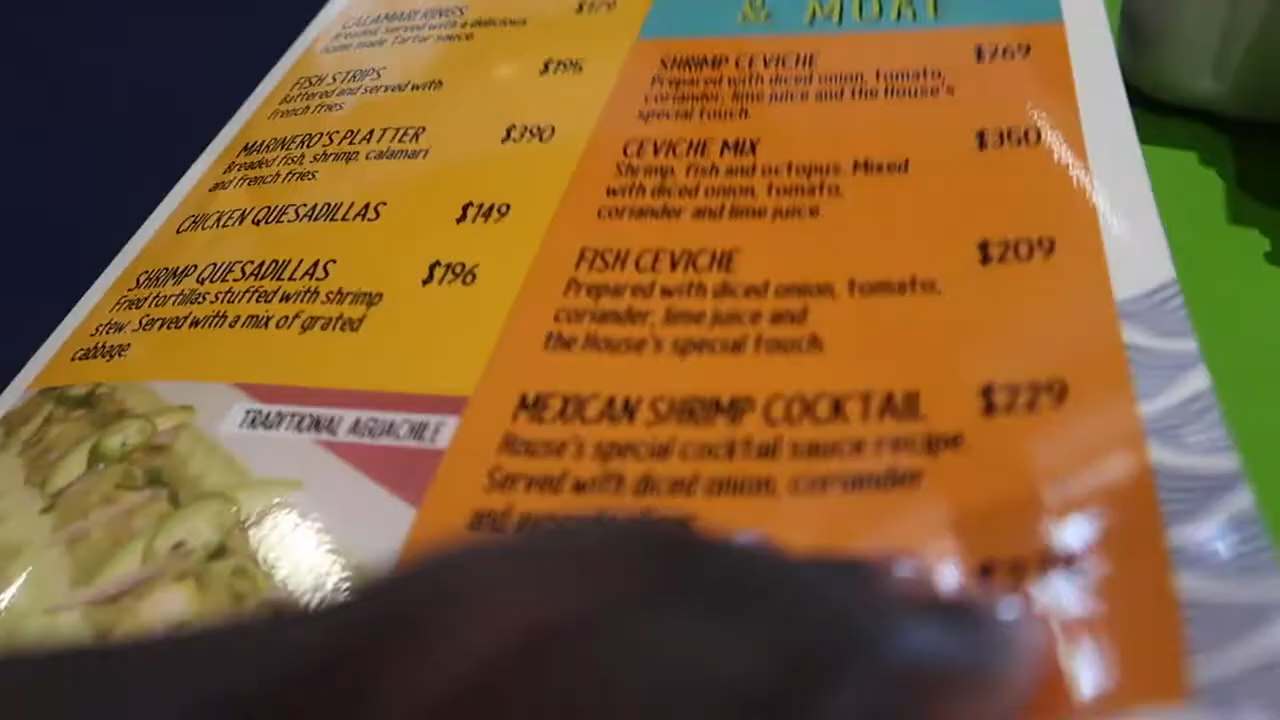 CALAMARI RINGS
Breaded, served with a delicious
home made Tartar sauce.
FISH STRIPS $195
Battered and served with
french fries.
MARINERO'S PLATTER $390
Breaded fish, shrimp, calamari
and french fries.
CHICKEN QUESADILLAS $149
SHRIMP QUESADILLAS $196
Fried tortillas stuffed with shrimp
stew. Served with a mix of grated
cabbage.
TRADITIONAL AGUACHILE
& MORE
SHRIMP CEVICHE $269
Prepared with diced onion, tomato,
coriander, lime juice and the House's
special touch.
CEVICHE MIX $350
Shrimp, fish and octopus. Mixed
with diced onion, tomato,
coriander and lime juice.
FISH CEVICHE $209
Prepared with diced onion, tomato,
coriander, lime juice and
the House's special touch.
MEXICAN SHRIMP COCKTAIL $229
House's special cocktail sauce recipe.
Served with diced onion, coriander
and